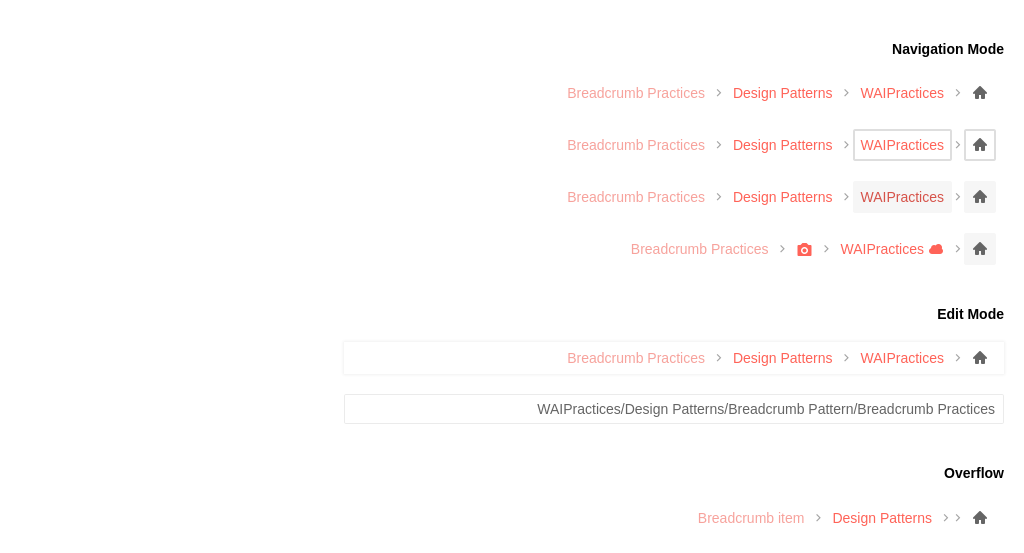 Navigation Mode
Breadcrumb Practices > Design Patterns > WAIPractices >
Breadcrumb Practices > Design Patterns > WAIPractices >
Breadcrumb Practices > Design Patterns > WAIPractices >
Breadcrumb Practices > > WAIPractices >
Edit Mode
Breadcrumb Practices > Design Patterns > WAIPractices >
WAIPractices/Design Patterns/Breadcrumb Pattern/Breadcrumb Practices
Overflow
Breadcrumb item > Design Patterns > >